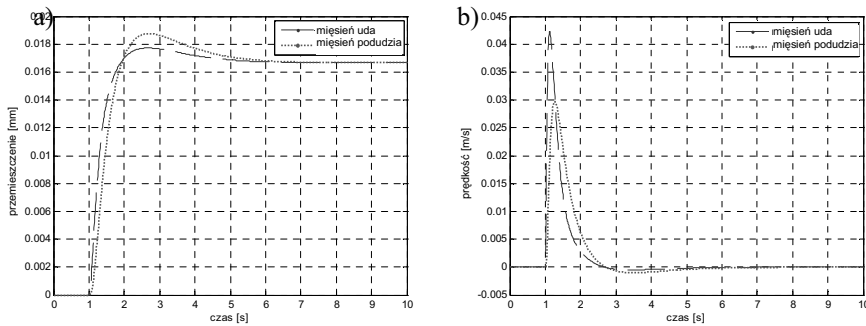 a)
0.02
0.018
0.016
0.014
0.012
0.01
0.008
0.006
0.004
0.002
0
0 1 2 3 4 5 6 7 8 9 10
przemieszczenie [mm]
czas [s]
mięsień uda
mięsień podudzia
b)
0.045
0.04
0.035
0.03
0.025
0.02
0.015
0.01
0.005
0
-0.005
0 1 2 3 4 5 6 7 8 9 10
prędkość [m/s]
czas [s]
mięsień uda
mięsień podudzia